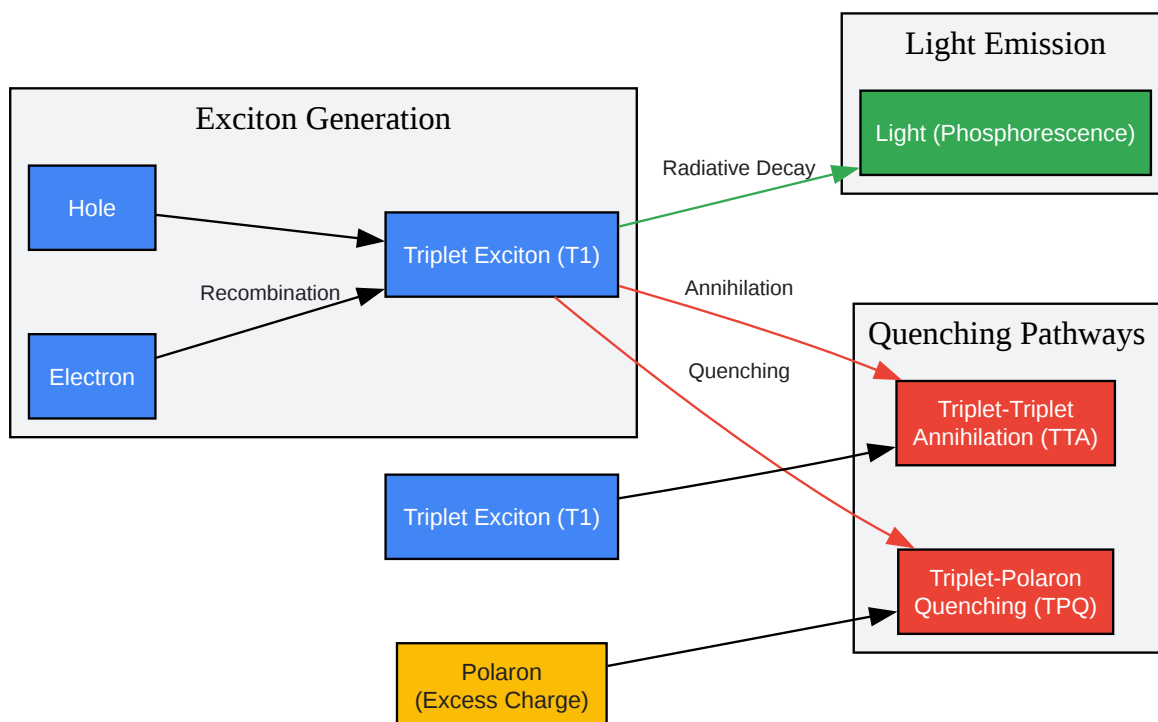 Light Emission
Light (Phosphorescence)
Exciton Generation
Hole
Electron
Recombination
Triplet Exciton (T1)
Radiative Decay
Annihilation
Quenching
Quenching Pathways
Triplet-Triplet
Annihilation (TTA)
Triplet-Polaron
Quenching (TPQ)
Triplet Exciton (T1)
Polaron
(Excess Charge)